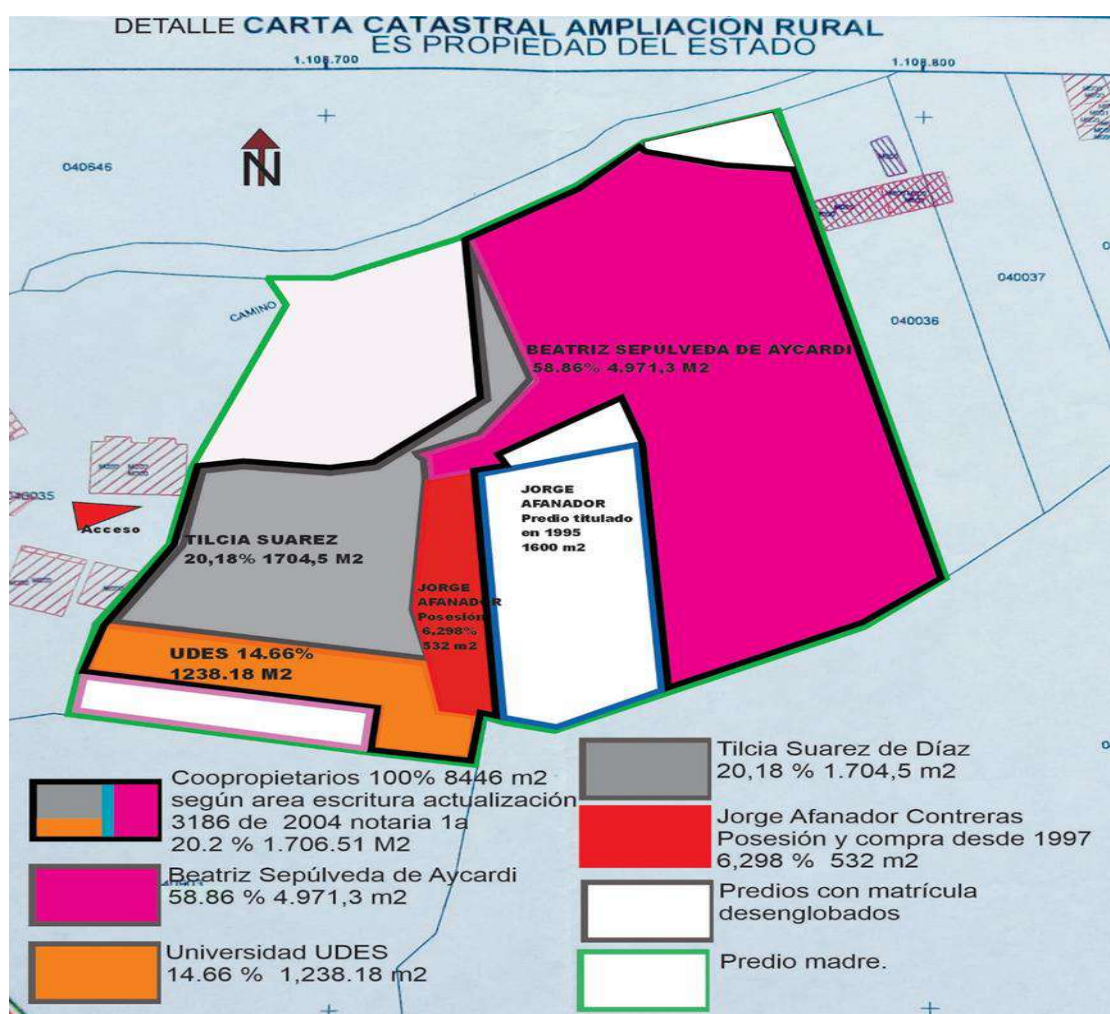 DETALLE CARTA CATASTRAL AMPLIACIÓN RURAL
ES PROPIEDAD DEL ESTADO
1.108.700
1.108.800
N
040646
040037
040036
CAMINO
BEATRIZ SEPÚLVEDA DE AYCARDI
58.86% 4.971,3 M2
JORGE
AFANADOR
Predio titulado
en 1995
1600 m2
Acceso
TILCIA SUAREZ
20,18% 1704,5 M2
JORGE
AFANADOR
Posesión
6,298%
532 m2
UDES 14.66%
1238.18 M2
Coopropietarios 100% 8446 m2
según area escritura actualización
3186 de 2004 notaria 1a
20.2 % 1.706.51 M2
Beatriz Sepúlveda de Aycardi
58.86 % 4.971,3 m2
Universidad UDES
14.66 % 1,238.18 m2
Tilcia Suarez de Díaz
20,18 % 1.704,5 m2
Jorge Afanador Contreras
Posesión y compra desde 1997
6,298 % 532 m2
Predios con matrícula
desenglobados
Predio madre.